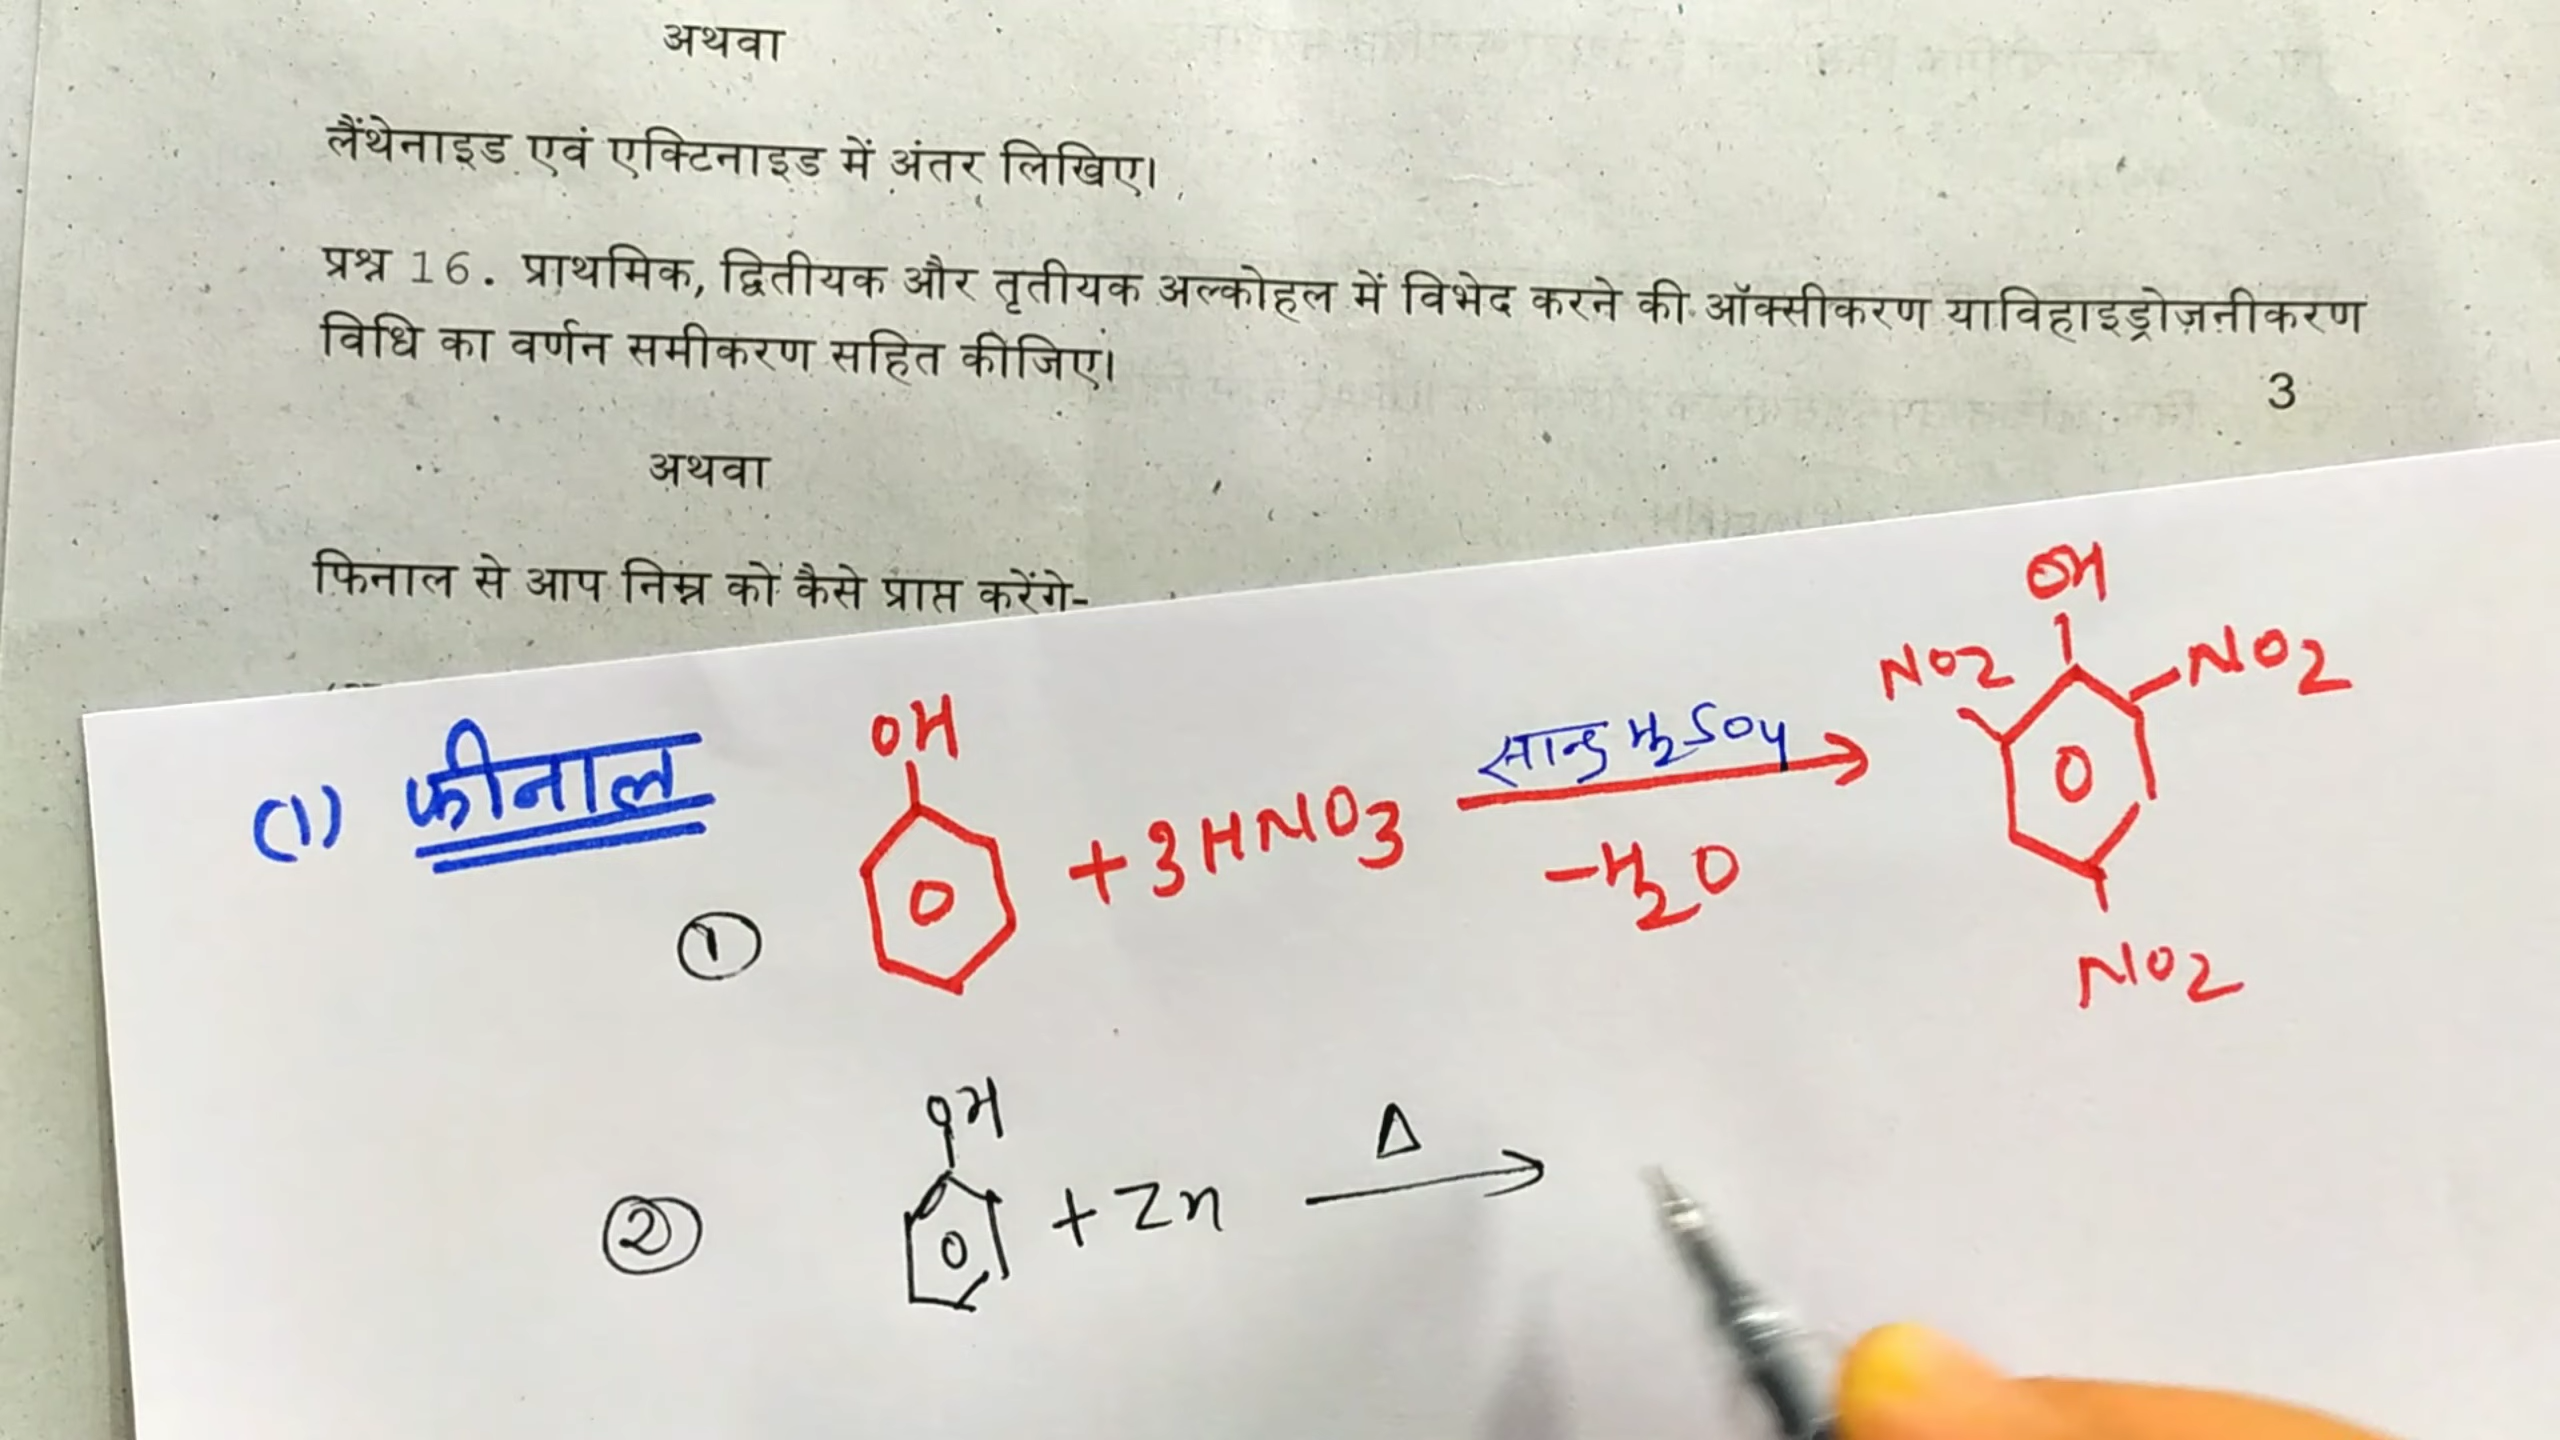 अथवा
लैंथेनाइड एवं एक्टिनाइड में अंतर लिखिए।
प्रश्न 16. प्राथमिक, द्वितीयक और तृतीयक अल्कोहल में विभेद करने की ऑक्सीकरण याविहाइड्रोज़नीकरण
विधि का वर्णन समीकरण सहित कीजिए।
3
अथवा
फिनाल से आप निम्न को कैसे प्राप्त करेंगे-
(1) फीनाल
①
OH
+ 3HNO3
सान्द्र H2SO4
-H2O
OH
NO2
NO2
NO2
②
OH
+ Zn
Δ